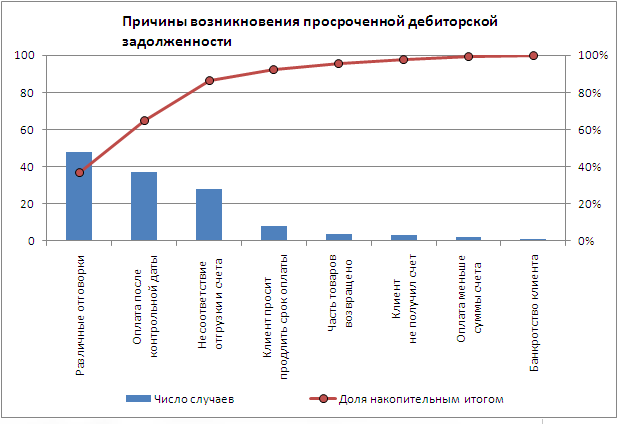 Причины возникновения просроченной дебиторской
задолженности
100
80
60
40
20
0
100%
80%
60%
40%
20%
0%
Различные отговорки
Оплата после
контрольной даты
Несоответствие
отгрузки и счета
Клиент просит
продлить срок оплаты
Часть товаров
возвращено
Клиент
не получил счет
Оплата меньше
суммы счета
Банкротство клиента
Число случаев
Доля накопительным итогом